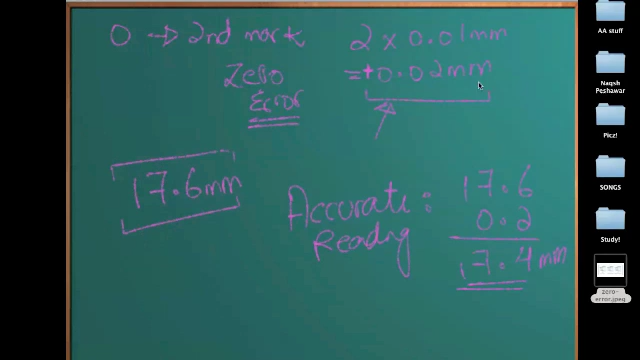 0 → 2nd mark
2 x 0.01mm
=+0.02mm
Zero
Error
17.6mm
Accurate :
Reading
17.6
0.2
17.4mm
AA stuff
Naqsh
Peshawar
Picz!
SONGS
Study!
zero-
error.jpeg